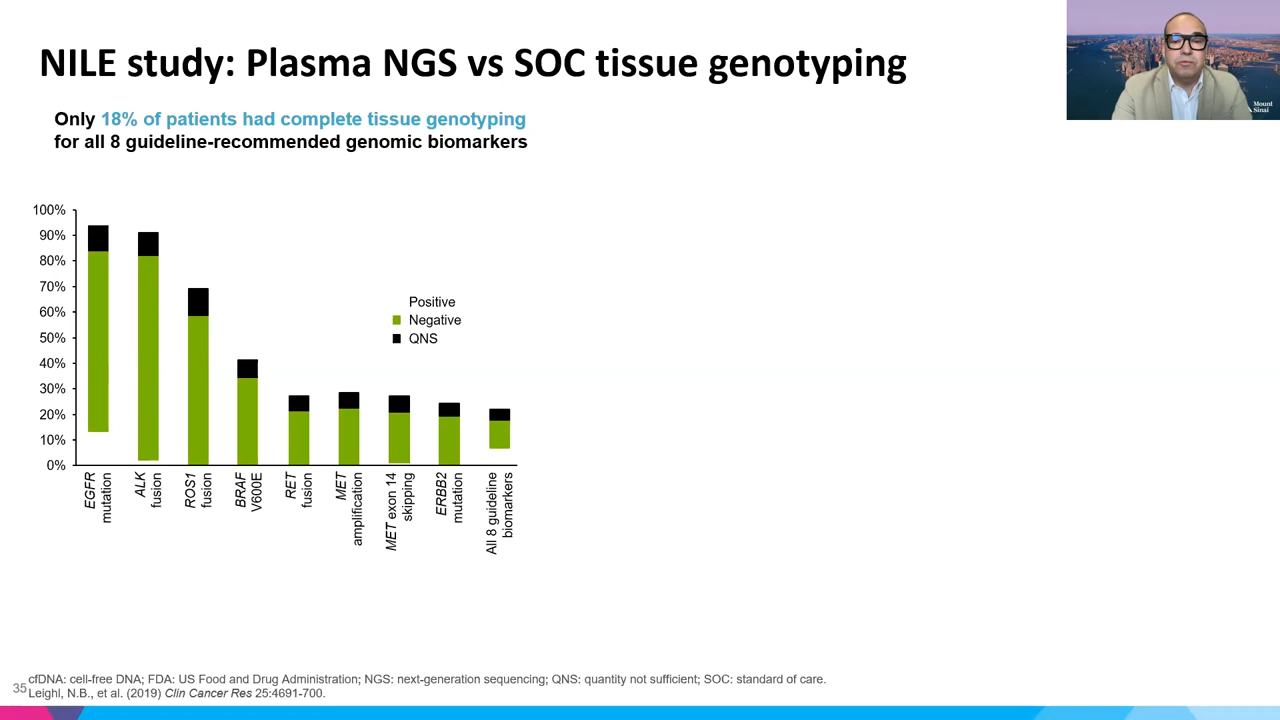 NILE study: Plasma NGS vs SOC tissue genotyping
Mount
Sinai
Only 18% of patients had complete tissue genotyping
for all 8 guideline-recommended genomic biomarkers
100%
90%
80%
70%
60%
50%
40%
30%
20%
10%
0%
Positive
Negative
QNS
EGFR
mutation
ALK
fusion
ROS1
fusion
BRAF
V600E
RET
fusion
MET
amplification
MET exon 14
skipping
ERBB2
mutation
All 8 guideline
biomarkers
35
cfDNA: cell-free DNA; FDA: US Food and Drug Administration; NGS: next-generation sequencing; QNS: quantity not sufficient; SOC: standard of care.
Leighl, N.B., et al. (2019) Clin Cancer Res 25:4691-700.